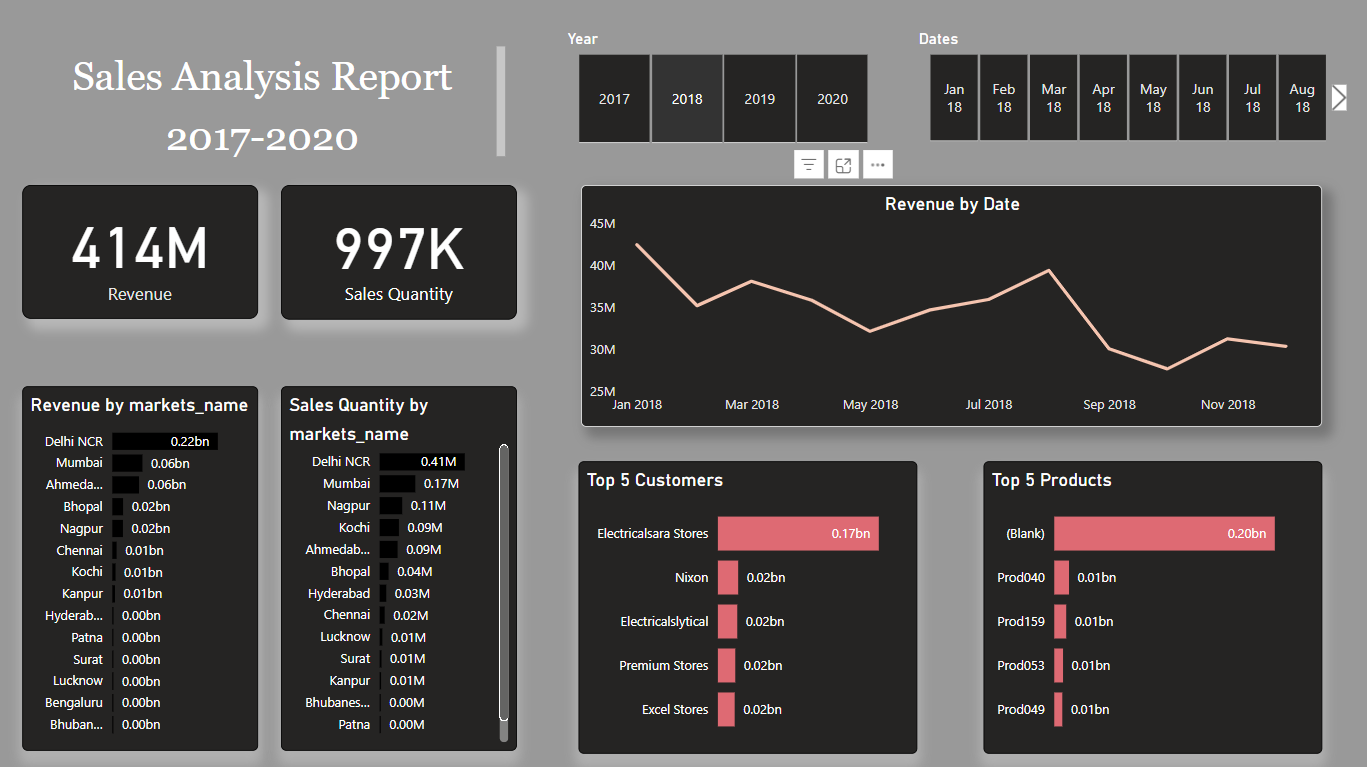 Sales Analysis Report
2017-2020
Year
2017 2018 2019 2020
Dates
Jan 18 Feb 18 Mar 18 Apr 18 May 18 Jun 18 Jul 18 Aug 18
414M
Revenue
997K
Sales Quantity
Revenue by Date
45M
40M
35M
30M
25M
Jan 2018 Mar 2018 May 2018 Jul 2018 Sep 2018 Nov 2018
Revenue by markets_name
Delhi NCR 0.22bn
Mumbai 0.06bn
Ahmeda... 0.06bn
Bhopal 0.02bn
Nagpur 0.02bn
Chennai 0.01bn
Kochi 0.01bn
Kanpur 0.01bn
Hyderab... 0.00bn
Patna 0.00bn
Surat 0.00bn
Lucknow 0.00bn
Bengaluru 0.00bn
Bhuban... 0.00bn
Sales Quantity by
markets_name
Delhi NCR 0.41M
Mumbai 0.17M
Nagpur 0.11M
Kochi 0.09M
Ahmedab... 0.09M
Bhopal 0.04M
Hyderabad 0.03M
Chennai 0.02M
Lucknow 0.01M
Surat 0.01M
Kanpur 0.01M
Bhubanes... 0.00M
Patna 0.00M
Top 5 Customers
Electricalsara Stores 0.17bn
Nixon 0.02bn
Electricalslytical 0.02bn
Premium Stores 0.02bn
Excel Stores 0.02bn
Top 5 Products
(Blank) 0.20bn
Prod040 0.01bn
Prod159 0.01bn
Prod053 0.01bn
Prod049 0.01bn